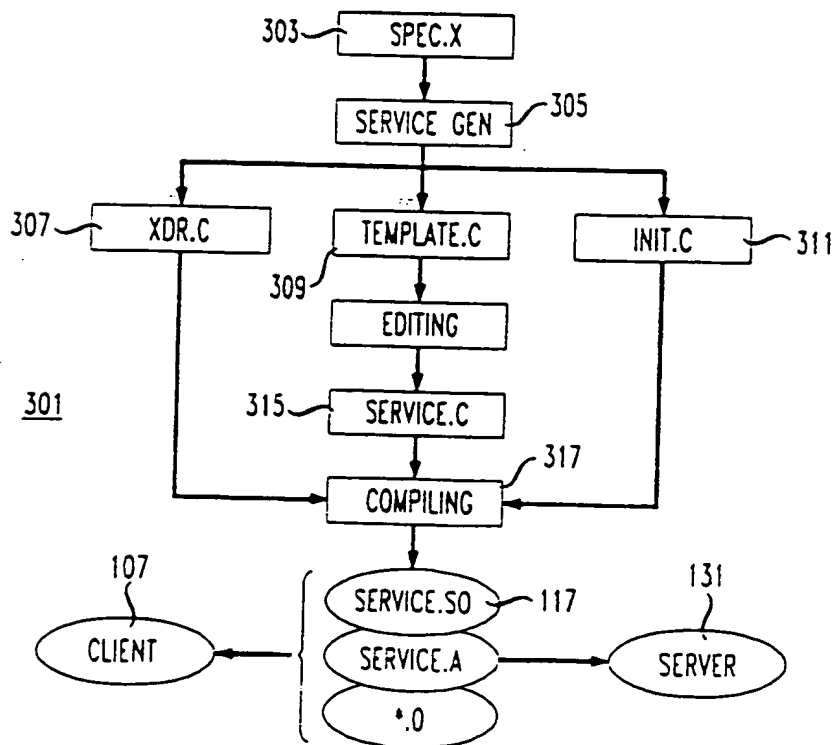 303
SPEC.X
SERVICE GEN
305
307
XDR.C
TEMPLATE.C
309
INIT.C
311
EDITING
301
315
SERVICE.C
317
COMPILING
107
CLIENT
SERVICE.SO
117
SERVICE.A
*.O
131
SERVER